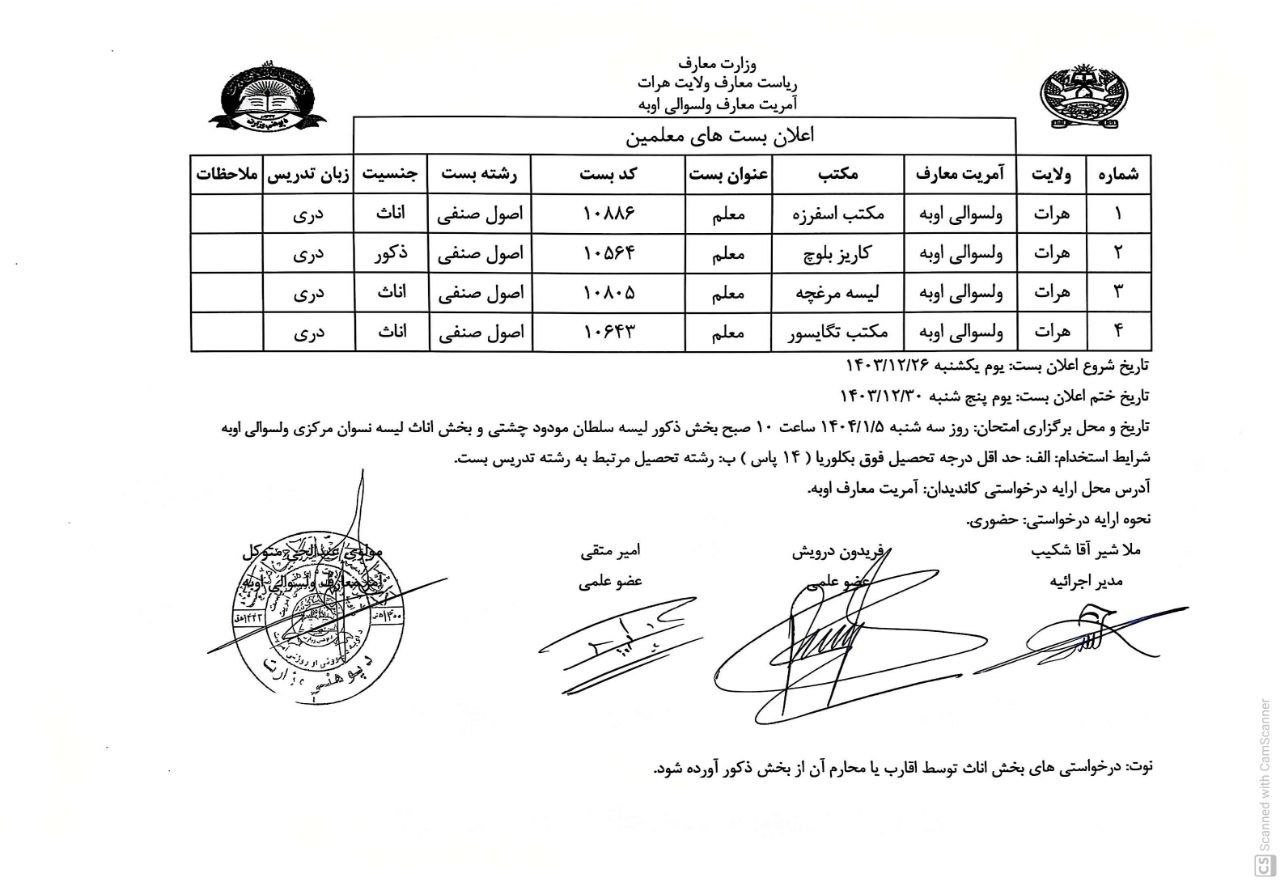 وزارت معارف
ریاست معارف ولایت هرات
آمریت معارف ولسوالی اوبه
اعلان بست های معلمین
شماره ولایت آمریت معارف مکتب عنوان بست کد بست رشته بست جنسیت زبان تدریس ملاحظات
۱ هرات ولسوالی اوبه مکتب اسفرزه معلم ۱۰۸۸۶ اصول صنفی اناث دری
۲ هرات ولسوالی اوبه کاریز بلوچ معلم ۱۰۵۶۴ اصول صنفی ذکور دری
۳ هرات ولسوالی اوبه لیسه مرغچه معلم ۱۰۸۰۵ اصول صنفی اناث دری
۴ هرات ولسوالی اوبه مکتب تگاپسور معلم ۱۰۶۴۳ اصول صنفی اناث دری
تاریخ شروع اعلان بست: یوم یکشنبه ۱۴۰۳/۱۲/۲۶
تاریخ ختم اعلان بست: یوم پنچ شنبه ۱۴۰۳/۱۲/۳۰
تاریخ و محل برگزاری امتحان: روز سه شنبه ۱۴۰۴/۱/۵ ساعت ۱۰ صبح بخش ذکور لیسه سلطان مودود چشتی و بخش اناث لیسه نسوان مرکزی ولسوالی اوبه
شرایط استخدام: الف: حد اقل درجه تحصیل فوق بکلوریا ( ۱۴ پاس ) ب: رشته تحصیل مرتبط به رشته تدریس بست.
آدرس محل ارایه درخواستی کاندیدان: آمریت معارف اوبه.
نحوه ارایه درخواستی: حضوری.
ملا شیر آقا شکیب فریدون درویش امیر متقی مولوی عبدالحی متوکل
مدیر اجرائیه عضو علمی عضو علمی آمر معارف ولسوالی اوبه
د پوهنې وزارت
نوت: درخواستی های بخش اناث توسط اقارب یا محارم آن از بخش ذکور آورده شود.
CS Scanned with CamScanner